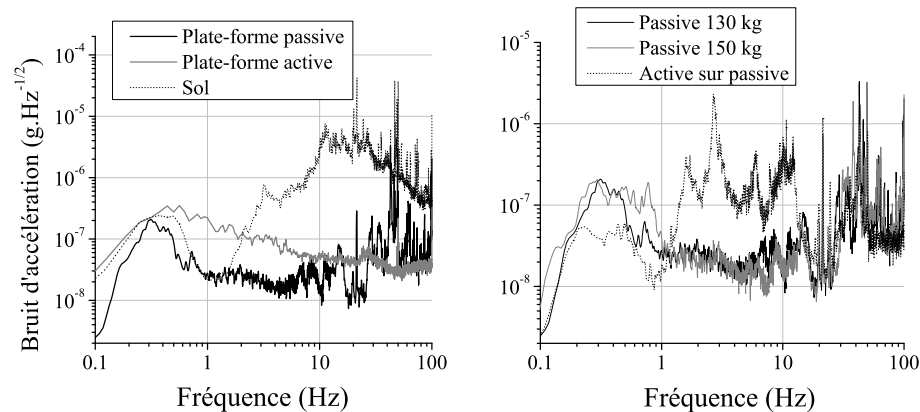 Plate-forme passive
Plate-forme active
Sol
Bruit d'accélération (g.Hz-1/2)
10-4
10-5
10-6
10-7
10-8
0.1 1 10 100
Fréquence (Hz)
Passive 130 kg
Passive 150 kg
Active sur passive
10-5
10-6
10-7
10-8
0.1 1 10 100
Fréquence (Hz)